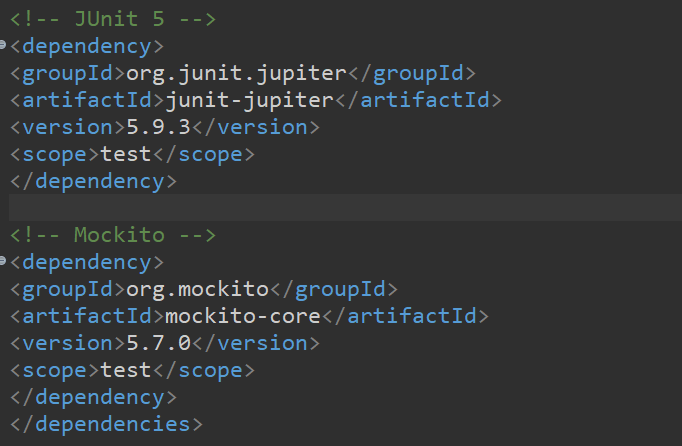 <!-- JUnit 5 -->
<dependency>
<groupId>org.junit.jupiter</groupId>
<artifactId>junit-jupiter</artifactId>
<version>5.9.3</version>
<scope>test</scope>
</dependency>
<!-- Mockito -->
<dependency>
<groupId>org.mockito</groupId>
<artifactId>mockito-core</artifactId>
<version>5.7.0</version>
<scope>test</scope>
</dependency>
</dependencies>